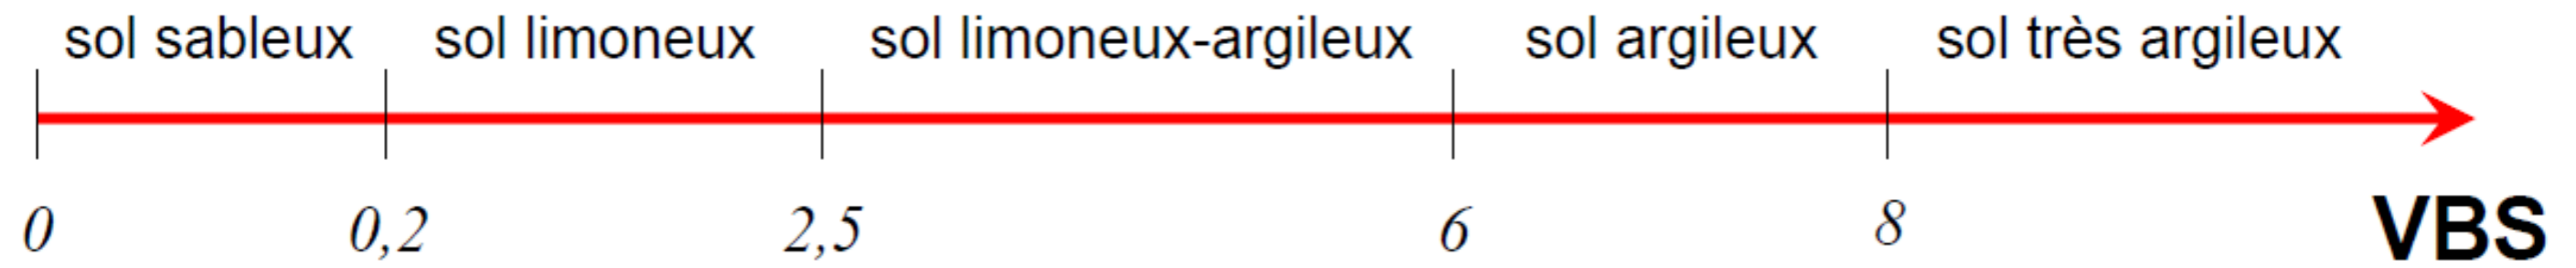 sol sableux sol limoneux sol limoneux-argileux sol argileux sol très argileux
0 0,2 2,5 6 8 VBS